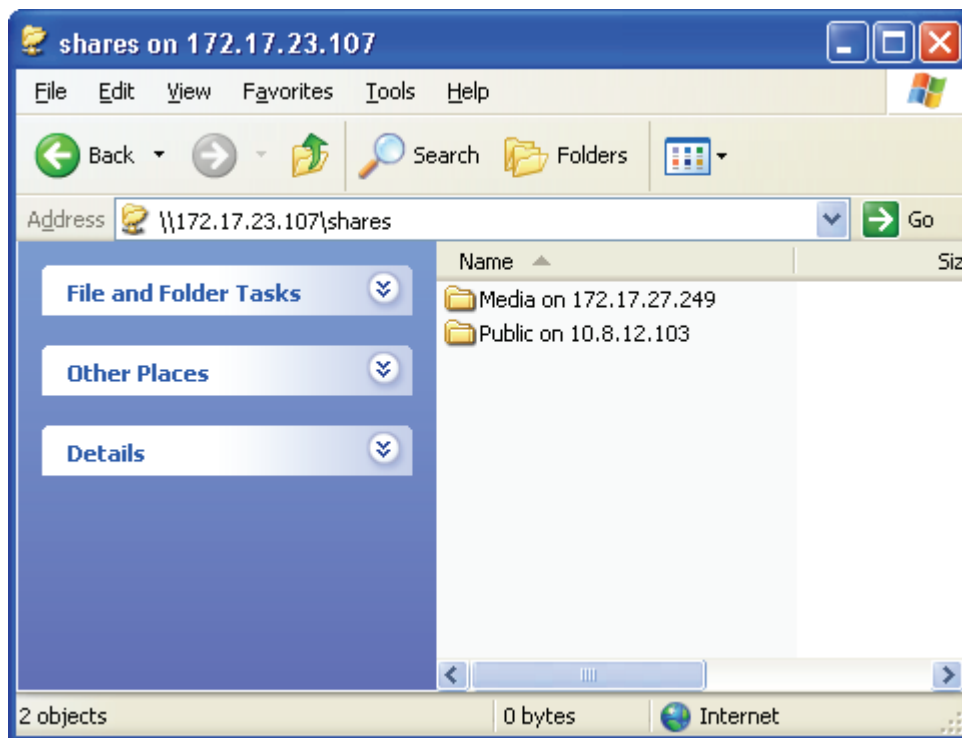 shares on 172.17.23.107
File Edit View Favorites Tools Help
Back Search Folders
Address \\172.17.23.107\shares Go
Name Siz
File and Folder Tasks
Media on 172.17.27.249
Public on 10.8.12.103
Other Places
Details
2 objects 0 bytes Internet